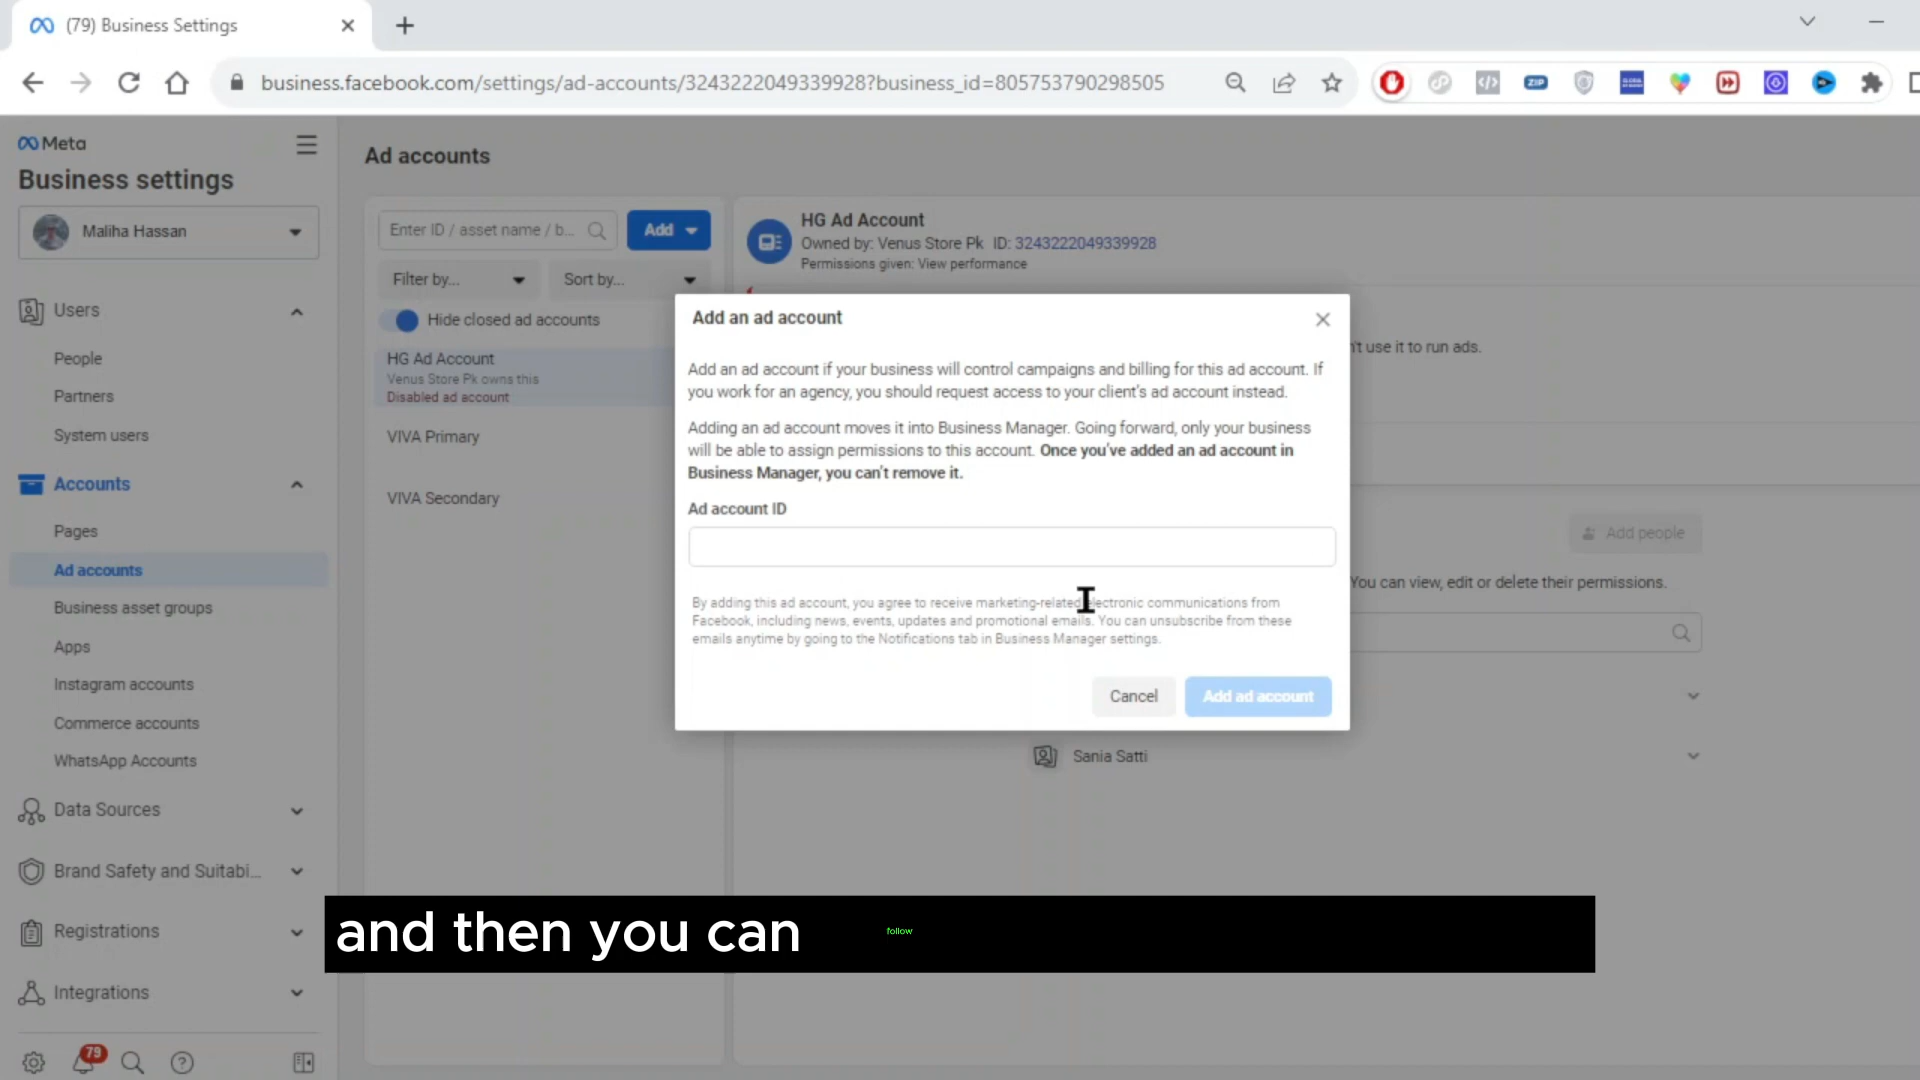 (79) Business Settings
business.facebook.com/settings/ad-accounts/3243222049339928?business_id=805753790298505
ZIP
Meta
Business settings
Maliha Hassan
Users
People
Partners
System users
Accounts
Pages
Ad accounts
Business asset groups
Apps
Instagram accounts
Commerce accounts
WhatsApp Accounts
Data Sources
Brand Safety and Suitabi...
Registrations
Integrations
79
Ad accounts
Enter ID / asset name / b...
Add
Filter by...
Sort by...
Hide closed ad accounts
HG Ad Account
Venus Store Pk owns this
Disabled ad account
VIVA Primary
VIVA Secondary
HG Ad Account
Owned by: Venus Store Pk ID: 3243222049339928
Permissions given: View performance
't use it to run ads.
Add people
You can view, edit or delete their permissions.
Sania Satti
Add an ad account
Add an ad account if your business will control campaigns and billing for this ad account. If
you work for an agency, you should request access to your client's ad account instead.
Adding an ad account moves it into Business Manager. Going forward, only your business
will be able to assign permissions to this account. Once you've added an ad account in
Business Manager, you can't remove it.
Ad account ID
By adding this ad account, you agree to receive marketing-related electronic communications from
Facebook, including news, events, updates and promotional emails. You can unsubscribe from these
emails anytime by going to the Notifications tab in Business Manager settings.
Cancel
Add ad account
and then you can follow